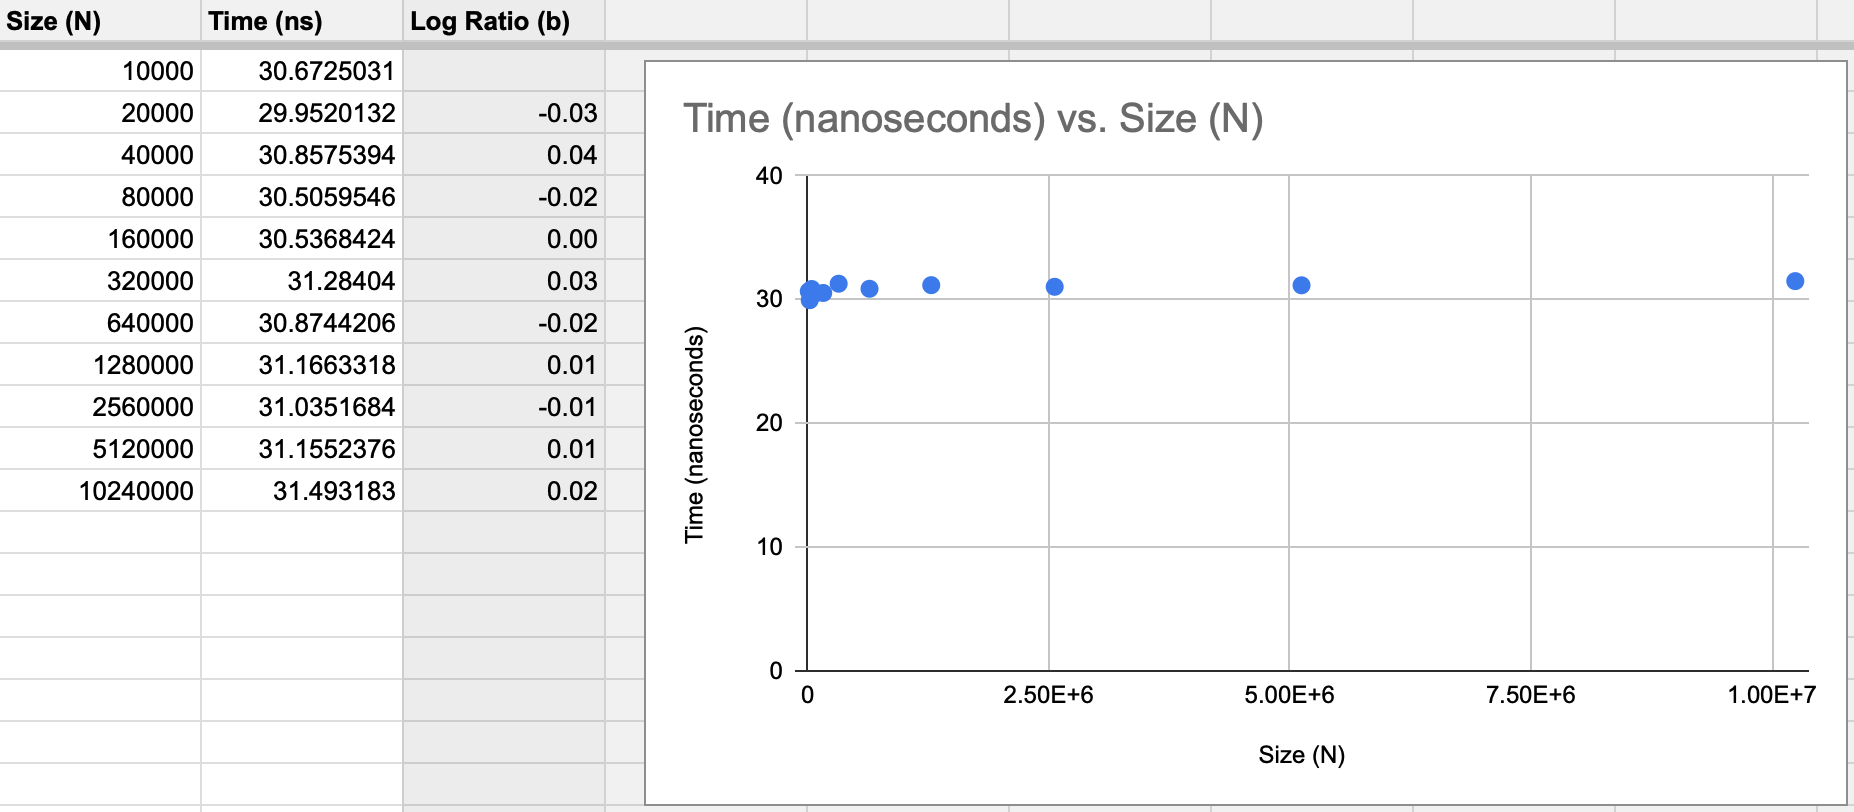 Size (N) Time (ns) Log Ratio (b)
10000 30.6725031
20000 29.9520132 -0.03
40000 30.8575394 0.04
80000 30.5059546 -0.02
160000 30.5368424 0.00
320000 31.28404 0.03
640000 30.8744206 -0.02
1280000 31.1663318 0.01
2560000 31.0351684 -0.01
5120000 31.1552376 0.01
10240000 31.493183 0.02
Time (nanoseconds) vs. Size (N)
Time (nanoseconds)
40
30
20
10
0
0 2.50E+6 5.00E+6 7.50E+6 1.00E+7
Size (N)